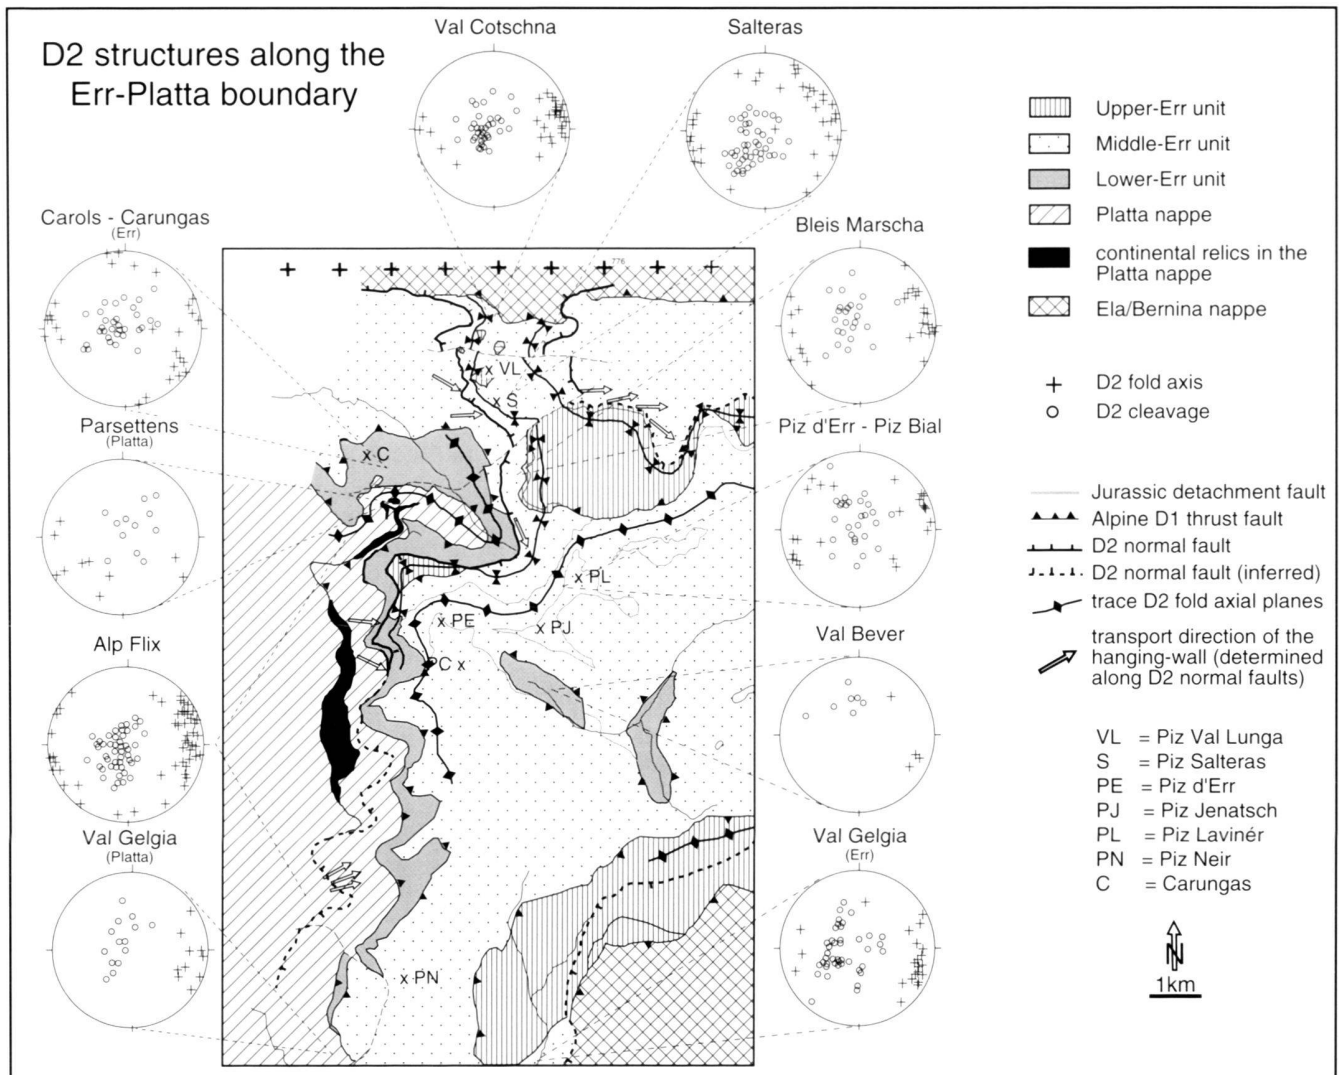 D2 structures along the
Err-Platta boundary
Val Cotschna
Salteras
Carols - Carungas
(Err)
Parsettens
(Platta)
Alp Flix
Val Gelgia
(Platta)
Bleis Marscha
Piz d'Err - Piz Bial
Val Bever
Val Gelgia
(Err)
776
x VL
x S
x C
x PL
x PE
x PJ
PC x
x PN
Upper-Err unit
Middle-Err unit
Lower-Err unit
Platta nappe
continental relics in the
Platta nappe
Ela/Bernina nappe
D2 fold axis
D2 cleavage
Jurassic detachment fault
Alpine D1 thrust fault
D2 normal fault
D2 normal fault (inferred)
trace D2 fold axial planes
transport direction of the
hanging-wall (determined
along D2 normal faults)
VL = Piz Val Lunga
S = Piz Salteras
PE = Piz d'Err
PJ = Piz Jenatsch
PL = Piz Lavinér
PN = Piz Neir
C = Carungas
N
1km